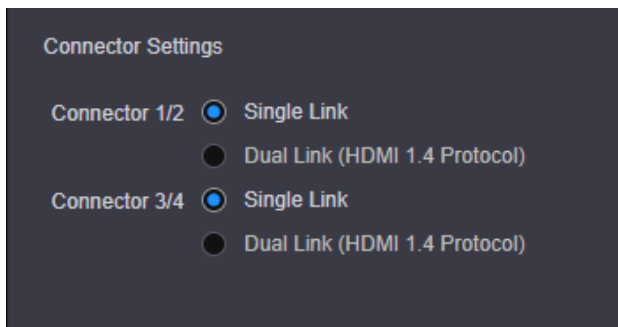 Connector Settings
Connector 1/2 Single Link
Dual Link (HDMI 1.4 Protocol)
Connector 3/4 Single Link
Dual Link (HDMI 1.4 Protocol)